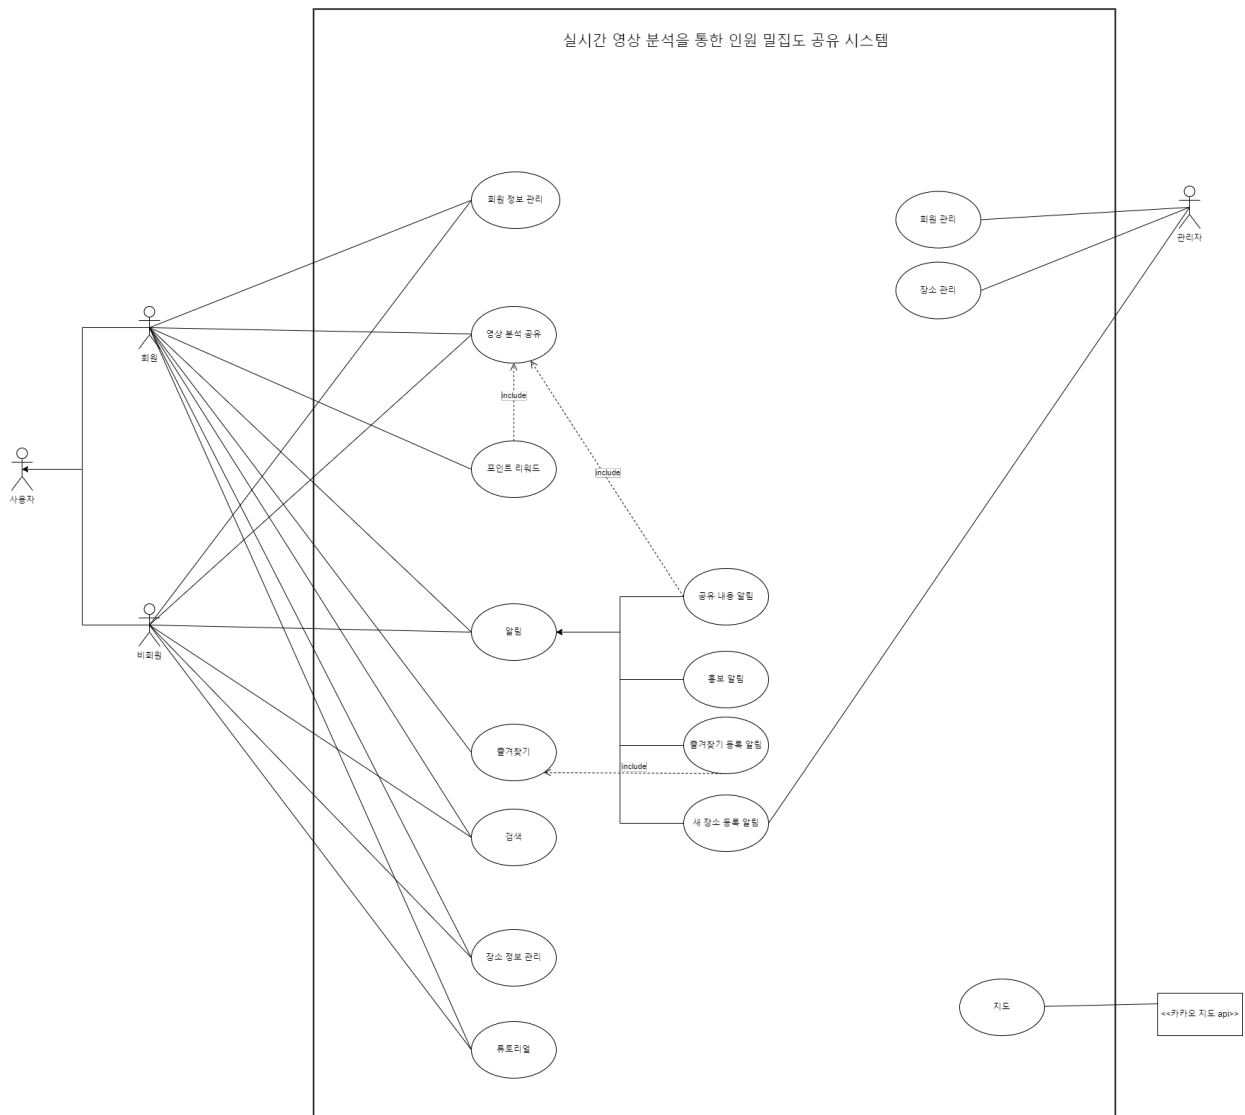 실시간 영상 분석을 통한 인원 밀집도 공유 시스템
회원 정보 관리
회원 관리
관리자
장소 관리
회원
영상 분석 공유
include
포인트 리워드
include
사용자
공유 내용 알림
알림
비회원
홍보 알림
즐겨찾기
즐겨찾기 등록 알림
include
새 장소 등록 알림
검색
장소 정보 관리
지도
<<카카오 지도 api>>
튜토리얼